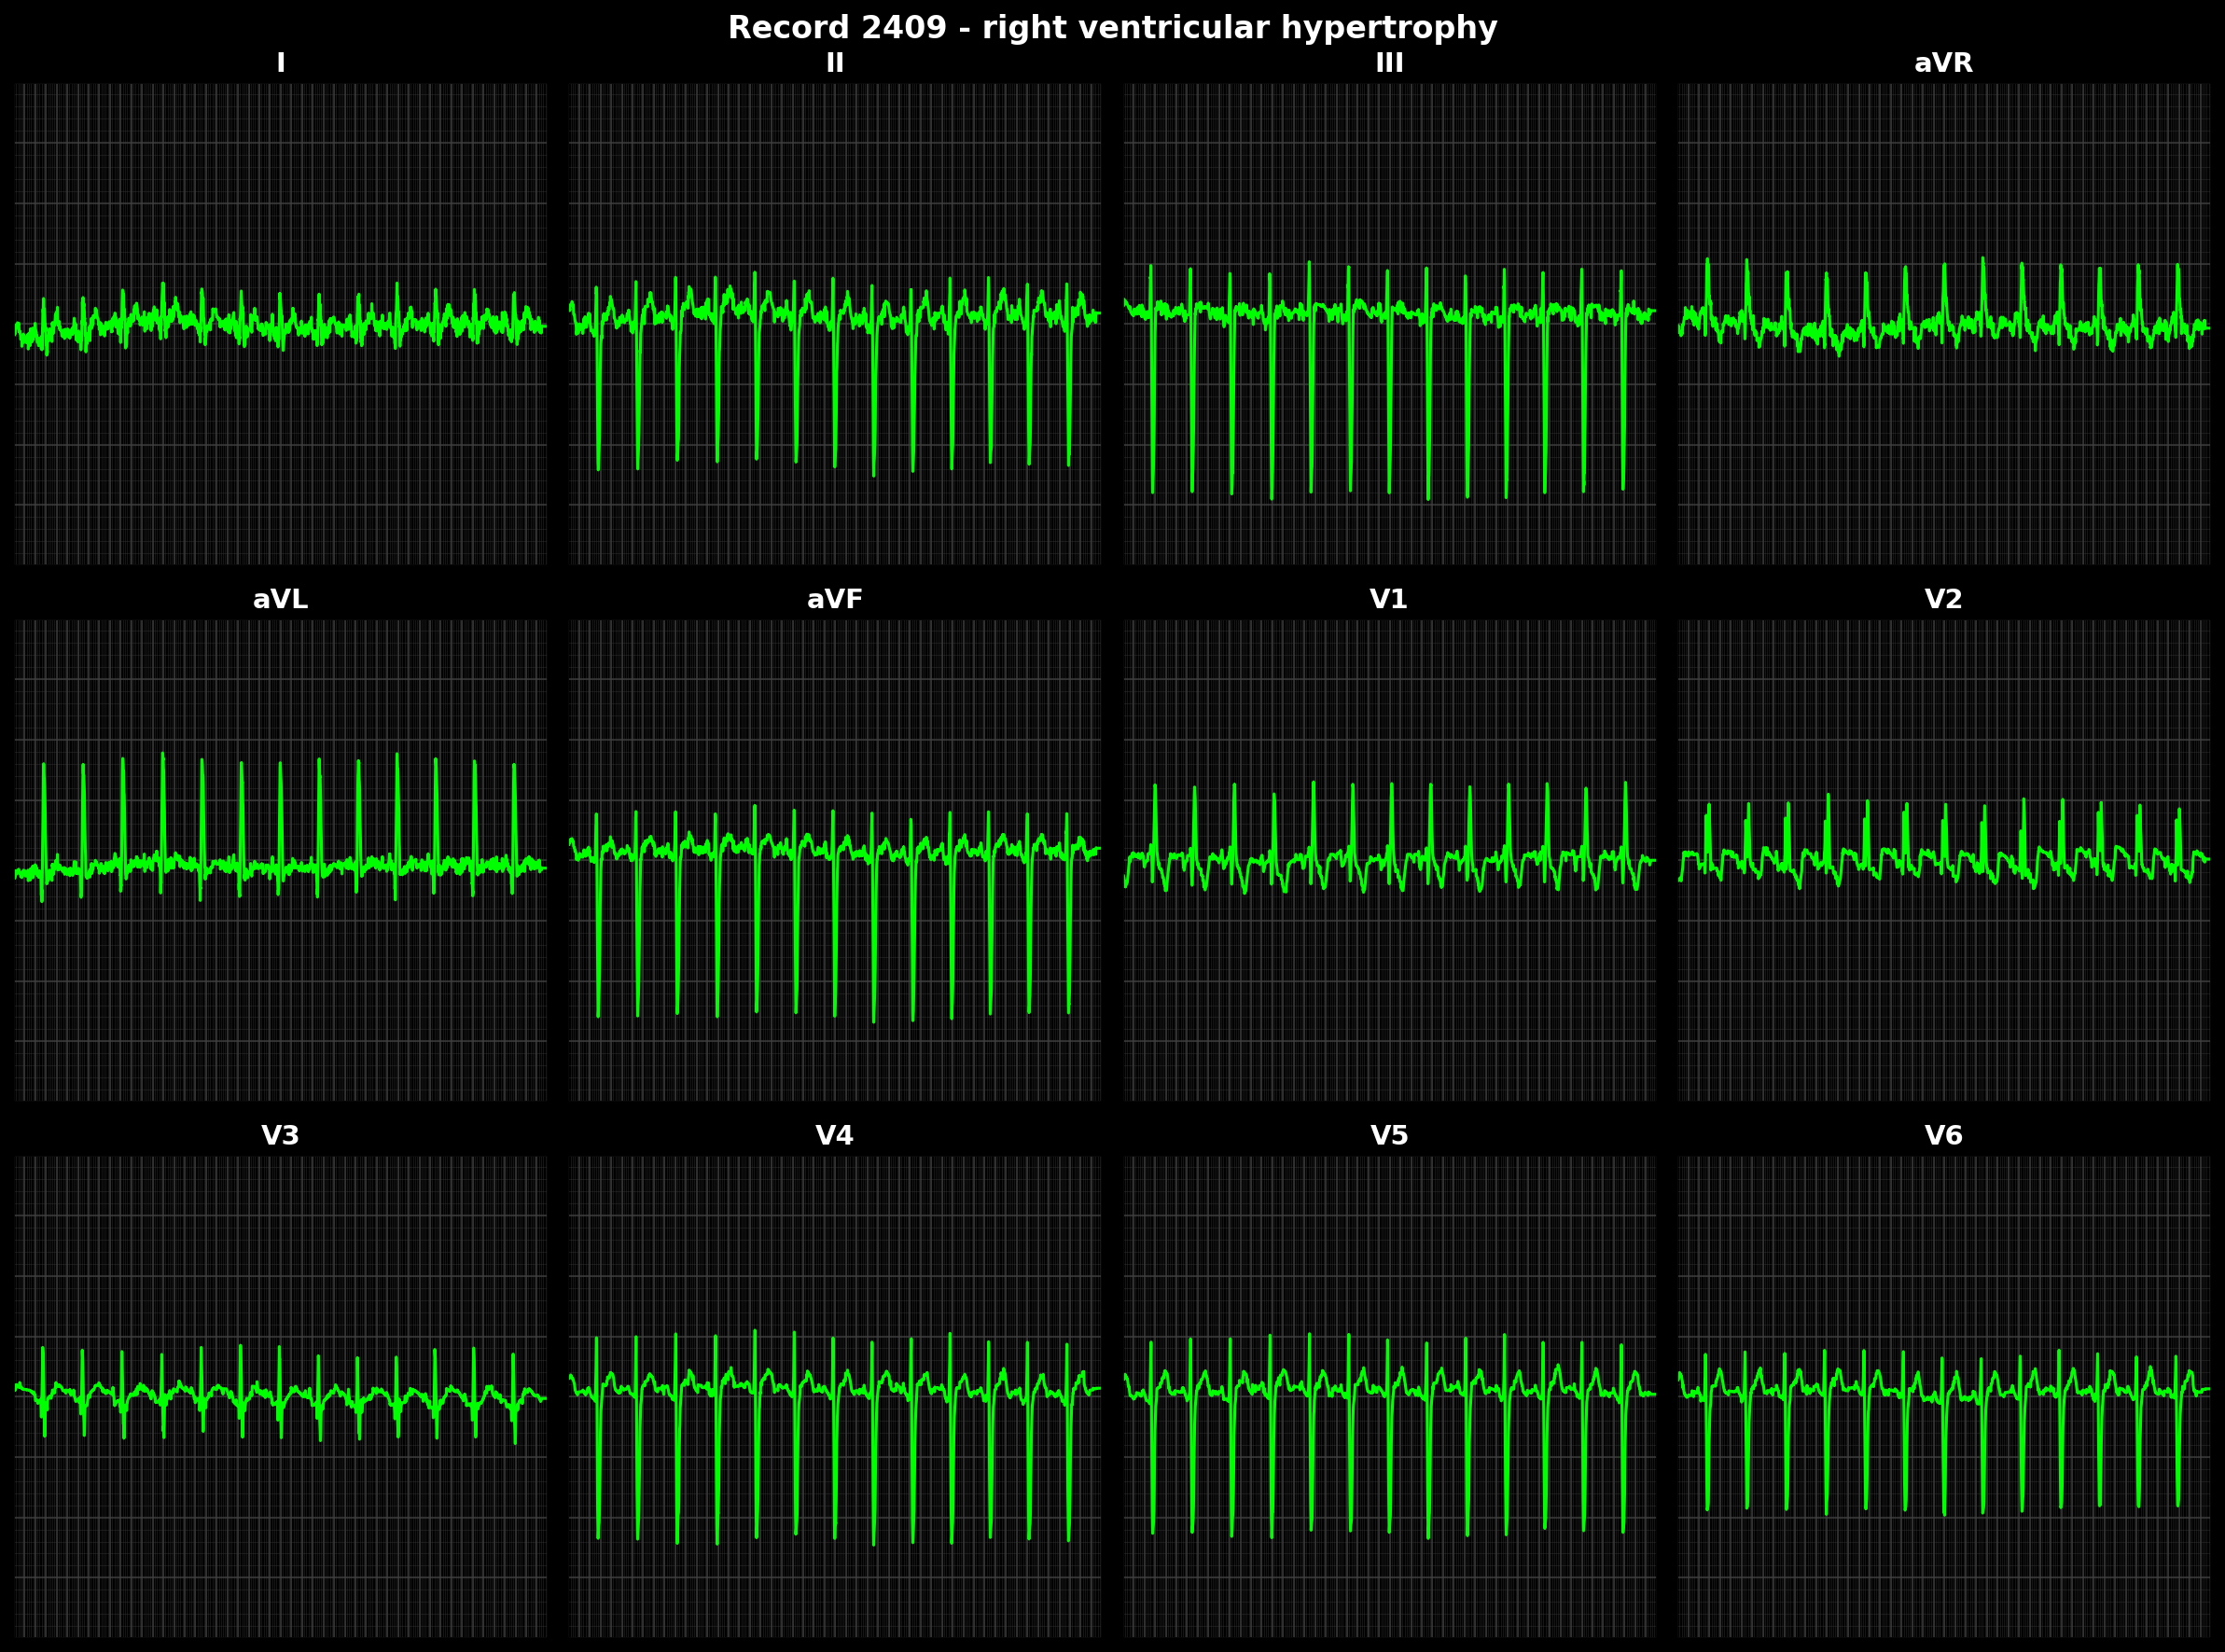 Record 2409 - right ventricular hypertrophy
I II III aVR
aVL aVF V1 V2
V3 V4 V5 V6